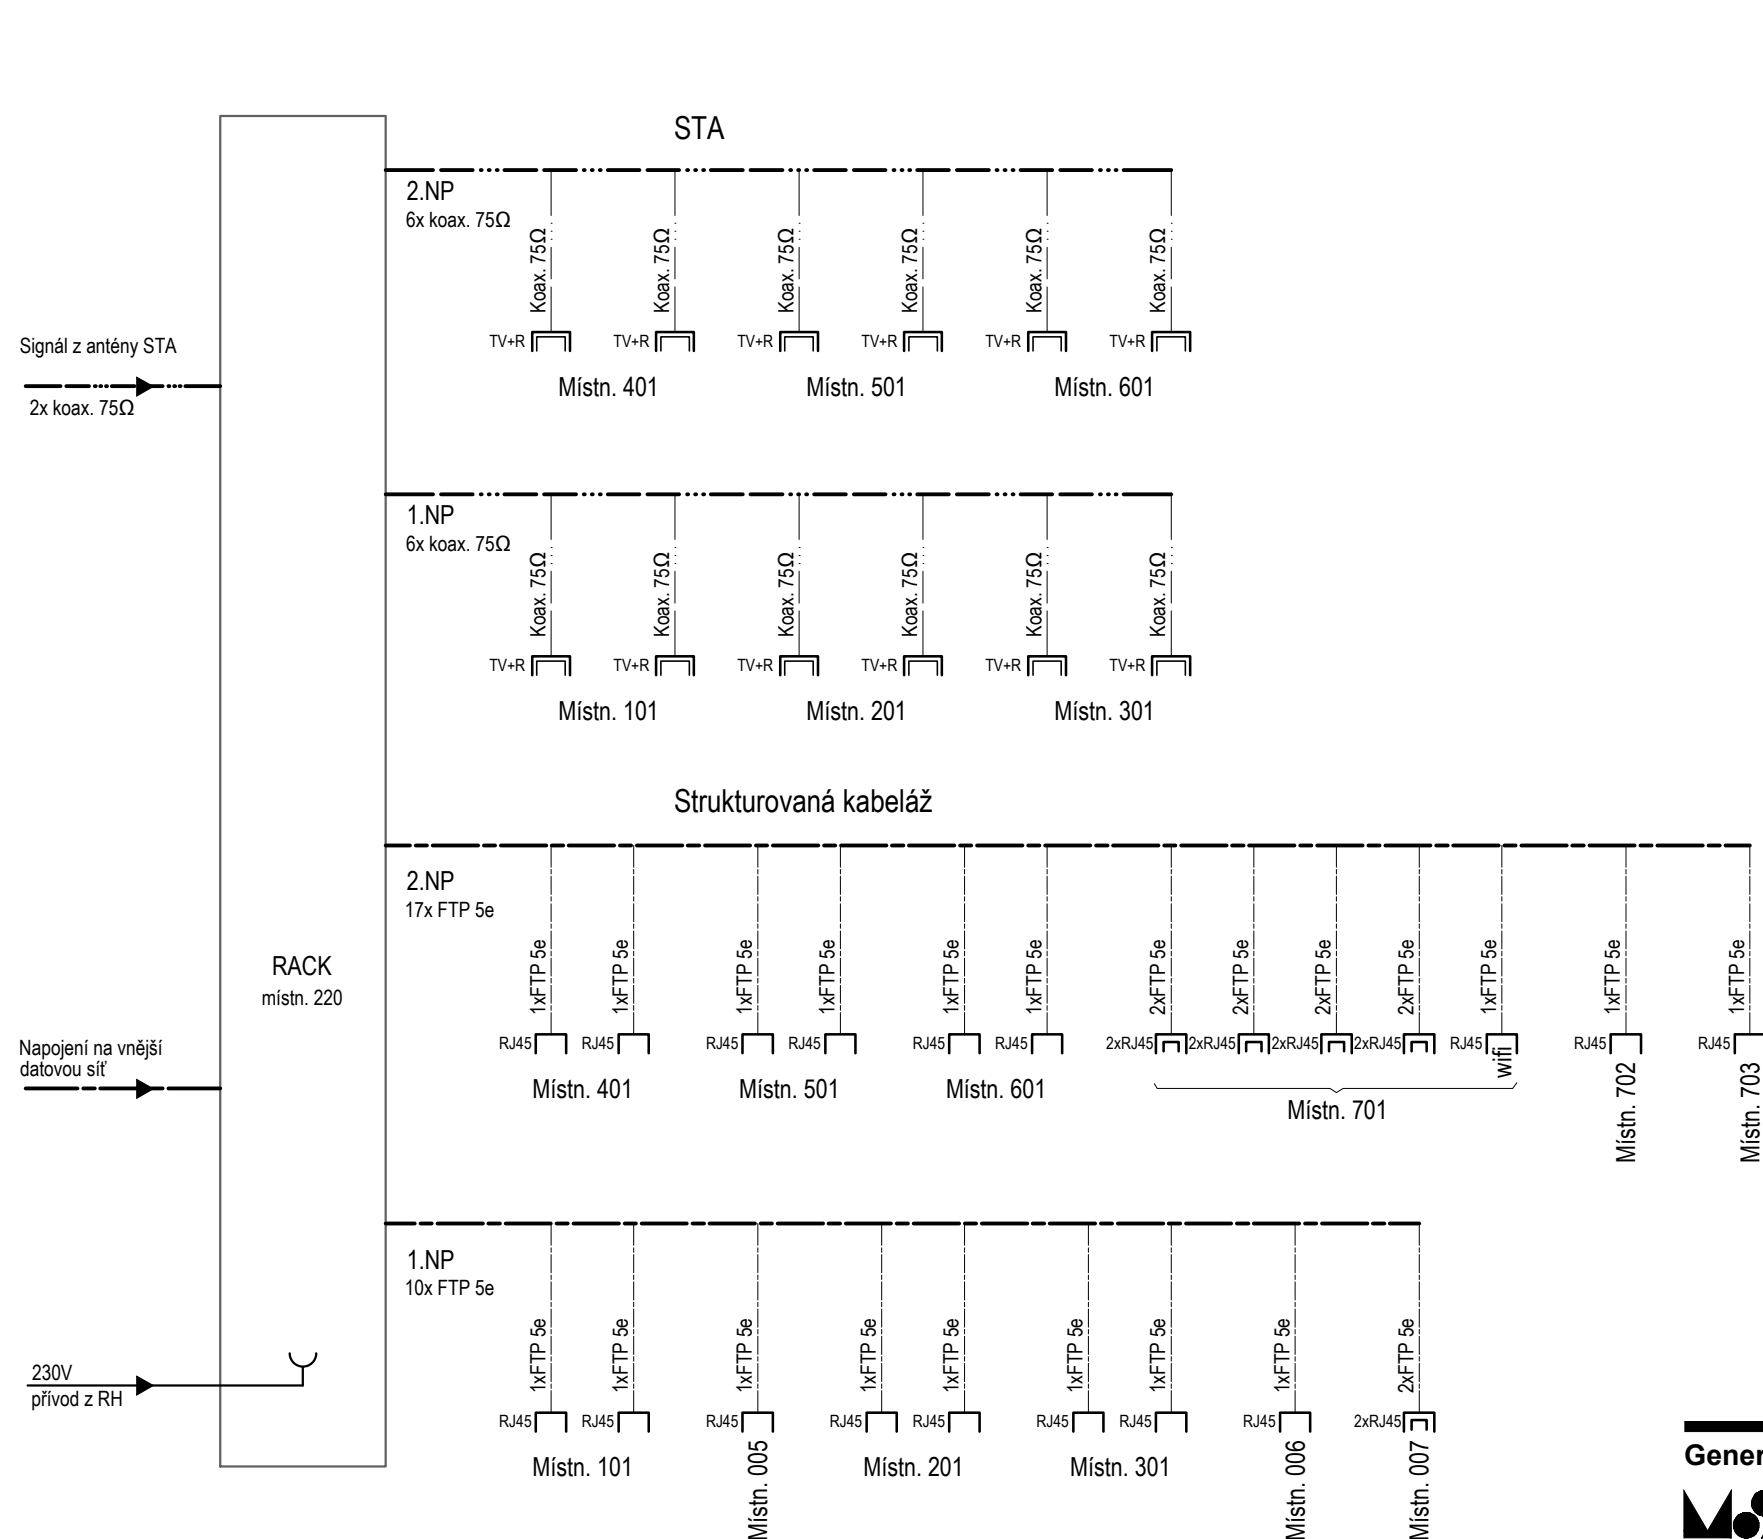 STA
2.NP
6x koax. 75Ω
Koax. 75Ω Koax. 75Ω Koax. 75Ω Koax. 75Ω Koax. 75Ω Koax. 75Ω
TV+R TV+R TV+R TV+R TV+R TV+R
Místn. 401 Místn. 501 Místn. 601
Signál z antény STA
2x koax. 75Ω
1.NP
6x koax. 75Ω
Koax. 75Ω Koax. 75Ω Koax. 75Ω Koax. 75Ω Koax. 75Ω Koax. 75Ω
TV+R TV+R TV+R TV+R TV+R TV+R
Místn. 101 Místn. 201 Místn. 301
Strukturovaná kabeláž
2.NP
17x FTP 5e
RACK
místn. 220
1xFTP 5e 1xFTP 5e 1xFTP 5e 1xFTP 5e 1xFTP 5e 1xFTP 5e 2xFTP 5e 2xFTP 5e 2xFTP 5e 2xFTP 5e 1xFTP 5e 1xFTP 5e 1xFTP 5e
RJ45 RJ45 RJ45 RJ45 RJ45 RJ45 2xRJ45 2xRJ45 2xRJ45 2xRJ45 RJ45 RJ45 RJ45
wifi
Místn. 401 Místn. 501 Místn. 601 Místn. 701 Místn. 702 Místn. 703
Napojení na vnější
datovou síť
1.NP
10x FTP 5e
1xFTP 5e 1xFTP 5e 1xFTP 5e 1xFTP 5e 1xFTP 5e 1xFTP 5e 1xFTP 5e 1xFTP 5e 2xFTP 5e
230V
přívod z RH
RJ45 RJ45 RJ45 RJ45 RJ45 RJ45 RJ45 RJ45 2xRJ45
Místn. 101 Místn. 005 Místn. 201 Místn. 301 Místn. 006 Místn. 007